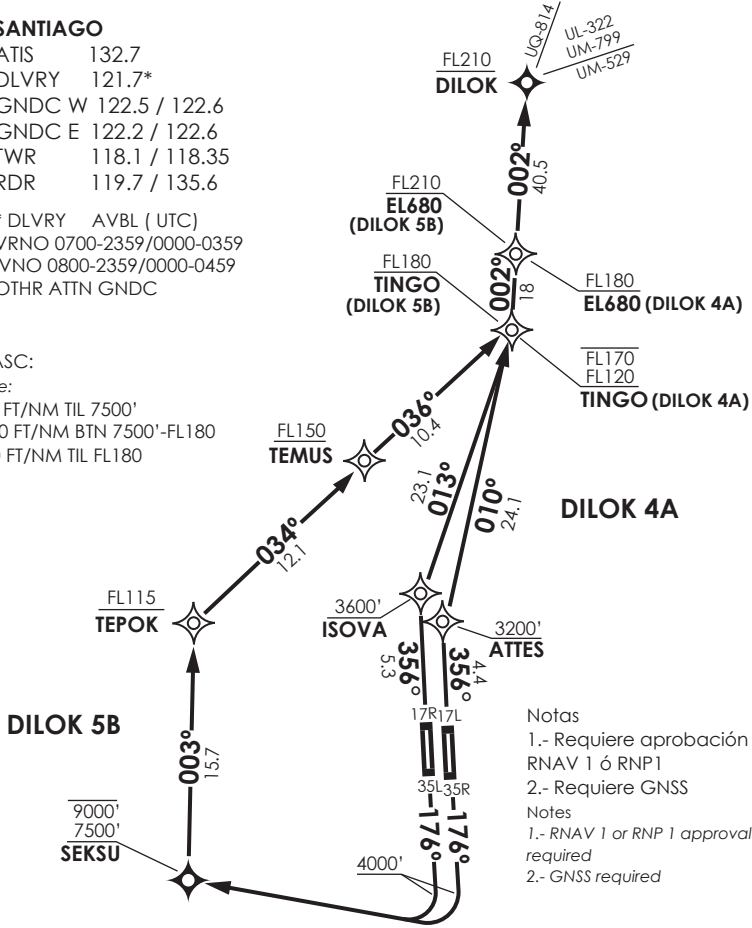 SANTIAGO
ATIS 132.7
DLVRY 121.7*
GNDC W 122.5 / 122.6
GNDC E 122.2 / 122.6
TWR 118.1 / 118.35
RDR 119.7 / 135.6
* DLVRY AVBL ( UTC)
VRNO 0700-2359/0000-0359
VNO 0800-2359/0000-0459
OTHR ATTN GNDC
ASC:
e:
FT/NM TIL 7500'
0 FT/NM BTN 7500'-FL180
FT/NM TIL FL180
UQ-814
UL-322
UM-799
UM-529
FL210
DILOK
002°
40.5
FL210
EL680
(DILOK 5B)
FL180
EL680 (DILOK 4A)
002°
18
FL180
TINGO
(DILOK 5B)
FL170
FL120
TINGO (DILOK 4A)
036°
10.4
FL150
TEMUS
013°
23.1
010°
24.1
DILOK 4A
034°
12.1
FL115
TEPOK
3600'
ISOVA
3200'
ATTES
356°
5.3
356°
4.4
DILOK 5B
003°
15.7
17R 17L
35L 35R
176°
176°
4000'
9000'
7500'
SEKSU
Notas
1.- Requiere aprobación
RNAV 1 ó RNP1
2.- Requiere GNSS
Notes
1.- RNAV 1 or RNP 1 approval
required
2.- GNSS required